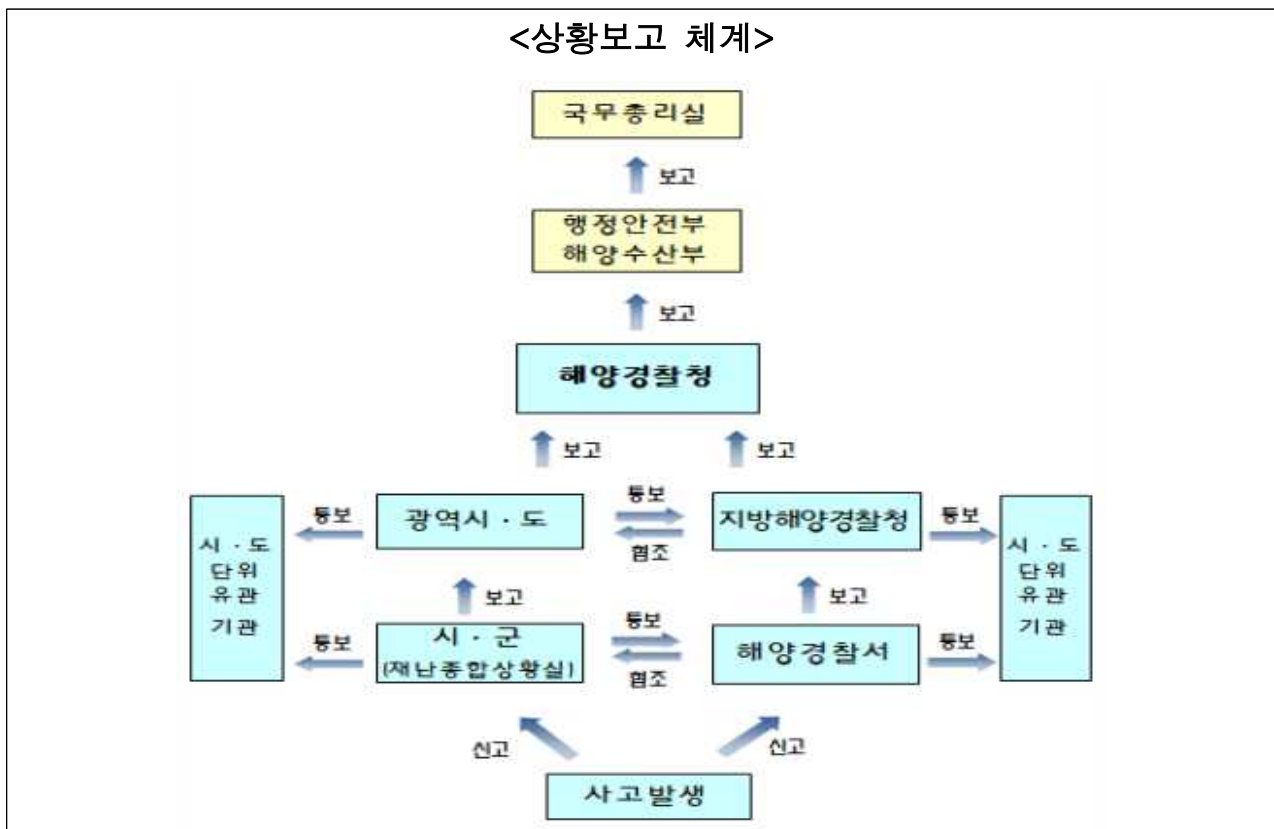 <상황보고 체계>
국무총리실
보고
행정안전부
해양수산부
보고
해양경찰청
보고
보고
시·도
단위
유관
기관
통보
광역시·도
통보
협조
지방해양경찰청
통보
시·도
단위
유관
기관
보고
보고
통보
시·군
(재난종합상황실)
통보
협조
해양경찰서
통보
신고
신고
사고발생